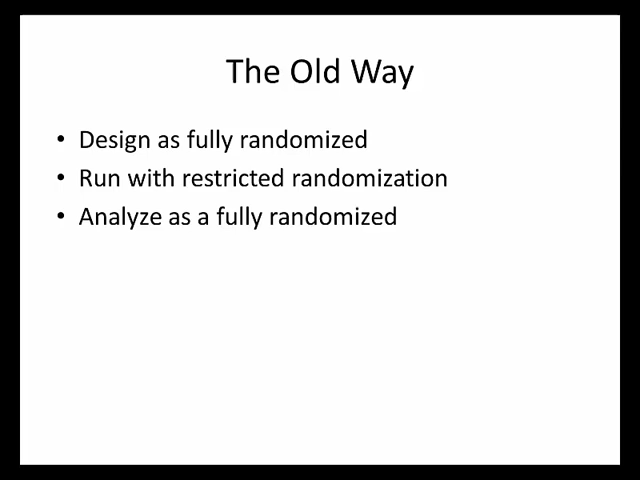 The Old Way
• Design as fully randomized
• Run with restricted randomization
• Analyze as a fully randomized